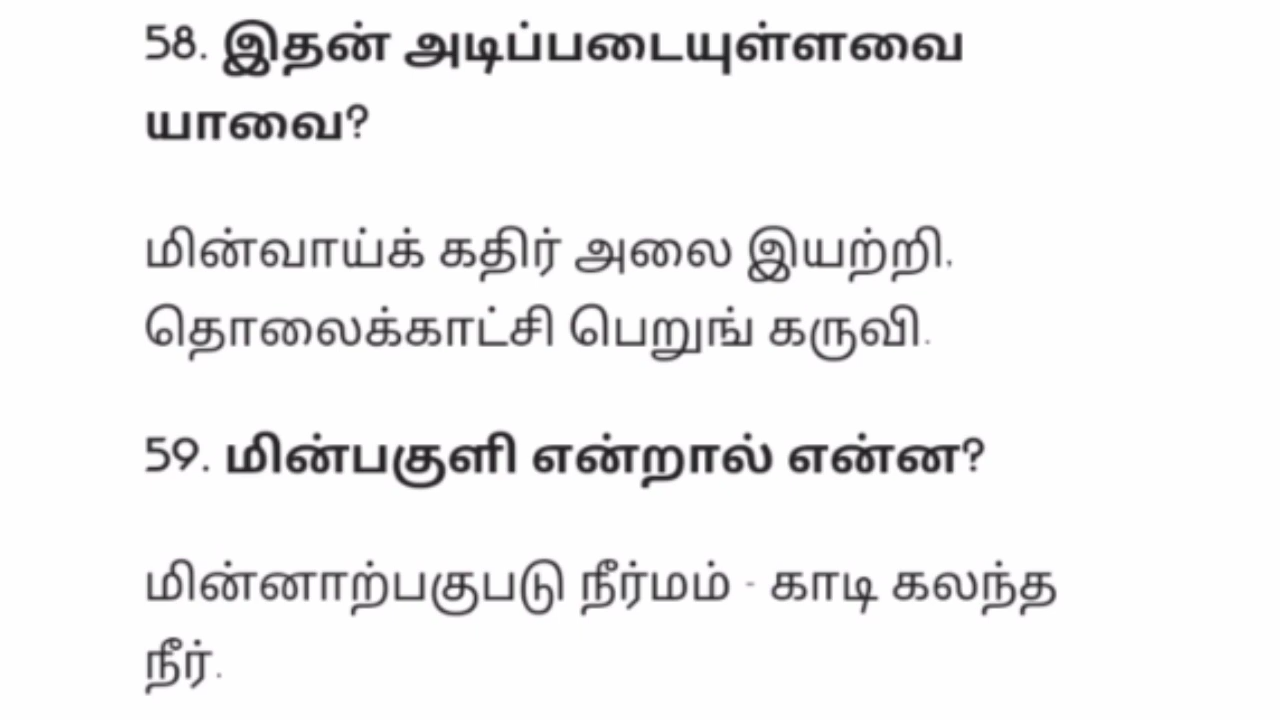 58. இதன் அடிப்படையுள்ளவை
யாவை?
மின்வாய்க் கதிர் அலை இயற்றி,
தொலைக்காட்சி பெறுங் கருவி.
59. மின்பகுளி என்றால் என்ன?
மின்னாற்பகுபடு நீர்மம் - காடி கலந்த
நீர்.